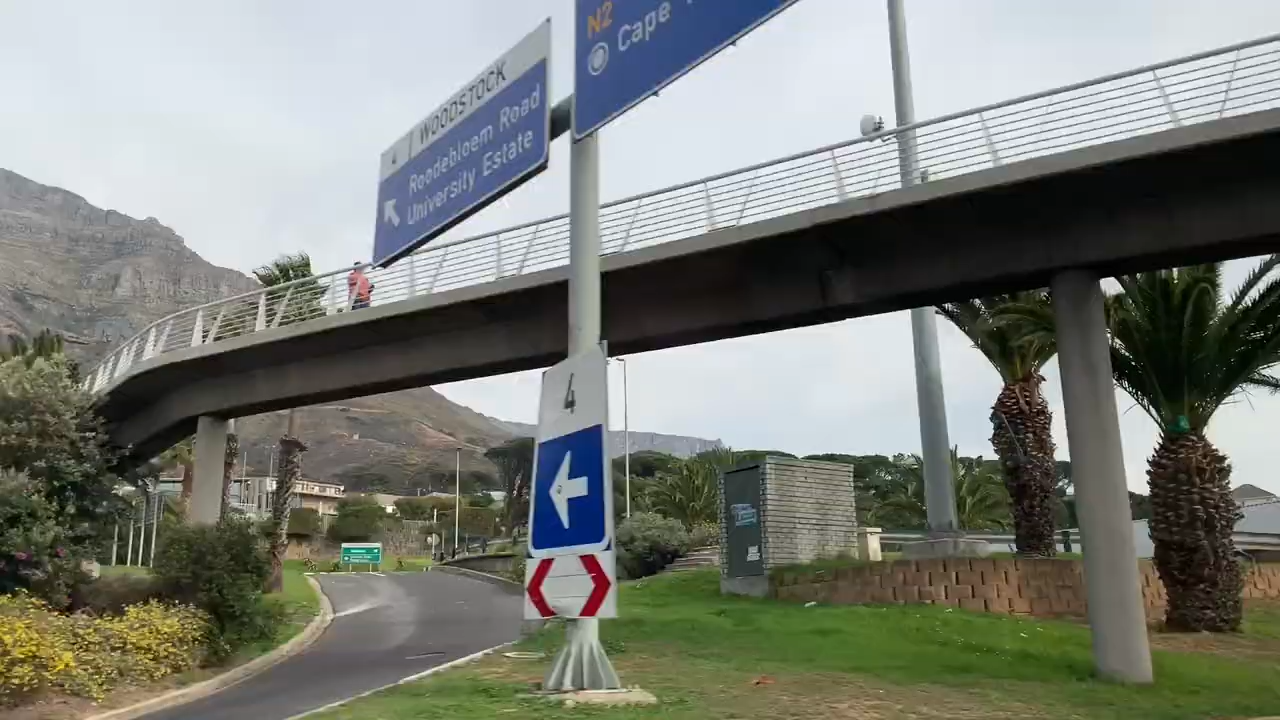 4 WOODSTOCK
Roodebloem Road
University Estate
N2
Cape
4